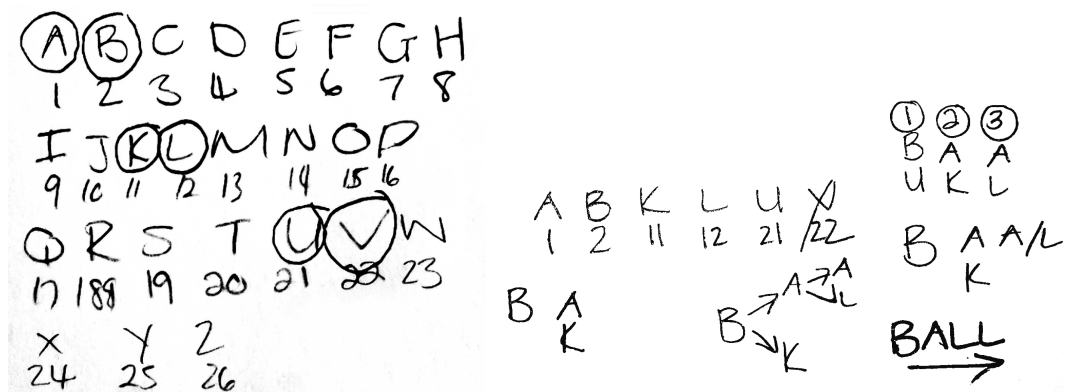 A B C D E F G H
1 2 3 4 5 6 7 8
I J K L M N O P
9 10 11 12 13 14 15 16
Q R S T U V W
17 188 19 20 21 22 23
X Y Z
24 25 26
A B K L U V
1 2 11 12 21 22
B A
K
B A A
K L
1 2 3
B A A
U K L
B A A/L
K
BALL